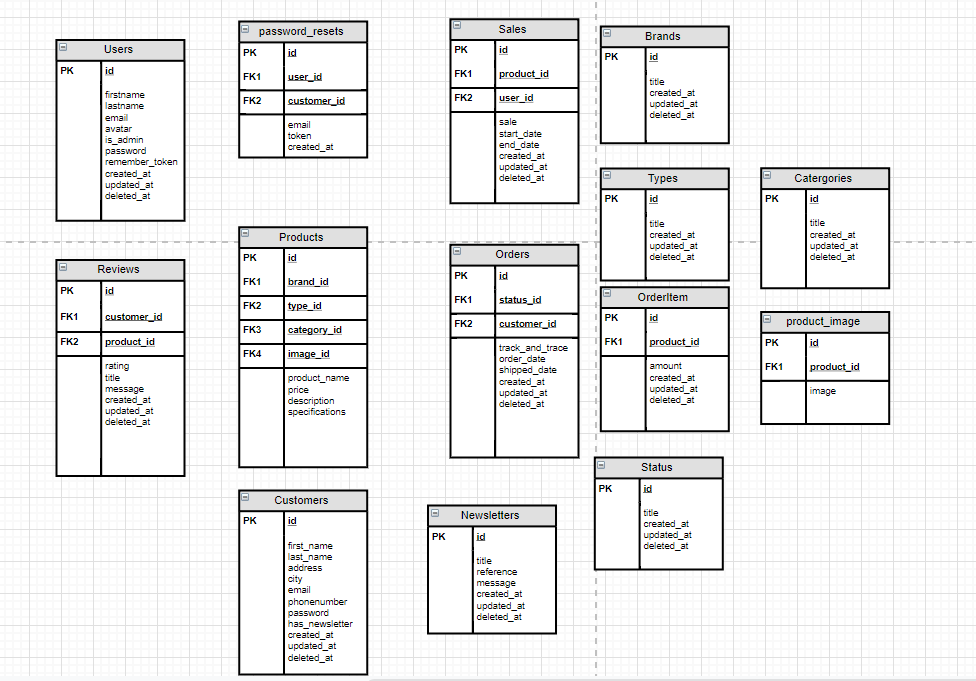 Users
PK id
firstname
lastname
email
avatar
is_admin
password
remember_token
created_at
updated_at
deleted_at
password_resets
PK id
FK1 user_id
FK2 customer_id
email
token
created_at
Sales
PK id
FK1 product_id
FK2 user_id
sale
start_date
end_date
created_at
updated_at
deleted_at
Brands
PK id
title
created_at
updated_at
deleted_at
Types
PK id
title
created_at
updated_at
deleted_at
Catergories
PK id
title
created_at
updated_at
deleted_at
Reviews
PK id
FK1 customer_id
FK2 product_id
rating
title
message
created_at
updated_at
deleted_at
Products
PK id
FK1 brand_id
FK2 type_id
FK3 category_id
FK4 image_id
product_name
price
description
specifications
Orders
PK id
FK1 status_id
FK2 customer_id
track_and_trace
order_date
shipped_date
created_at
updated_at
deleted_at
OrderItem
PK id
FK1 product_id
amount
created_at
updated_at
deleted_at
product_image
PK id
FK1 product_id
image
Customers
PK id
first_name
last_name
address
city
email
phonenumber
password
has_newsletter
created_at
updated_at
deleted_at
Newsletters
PK id
title
reference
message
created_at
updated_at
deleted_at
Status
PK id
title
created_at
updated_at
deleted_at